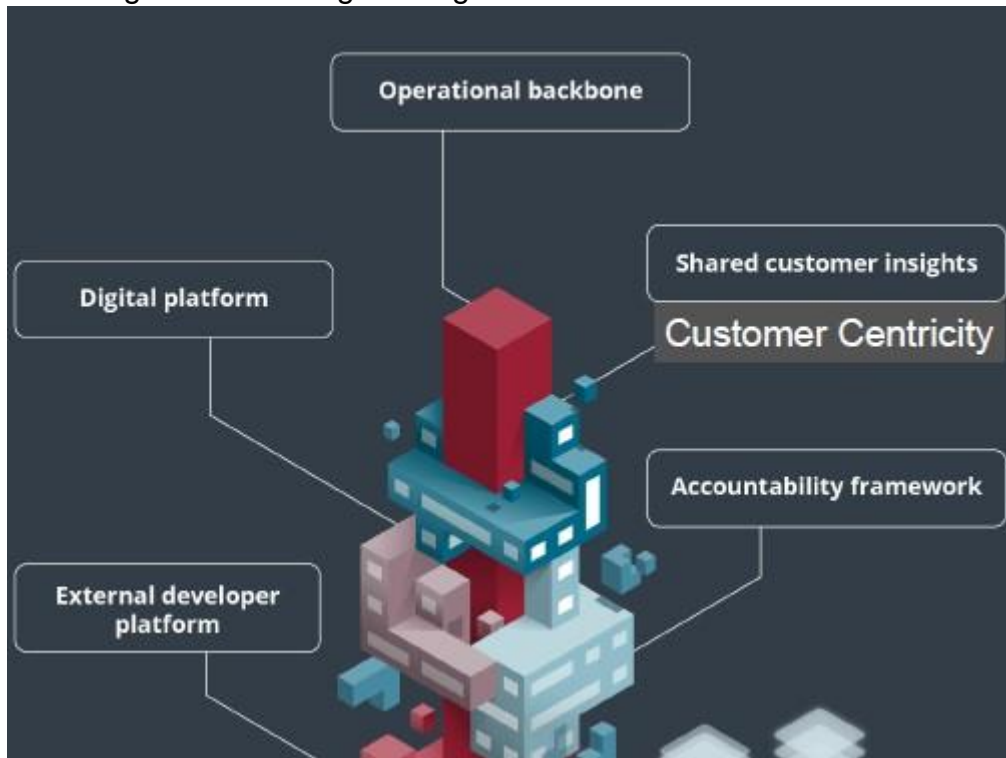 Operational backbone
Shared customer insights
Customer Centricity
Digital platform
Accountability framework
External developer
platform